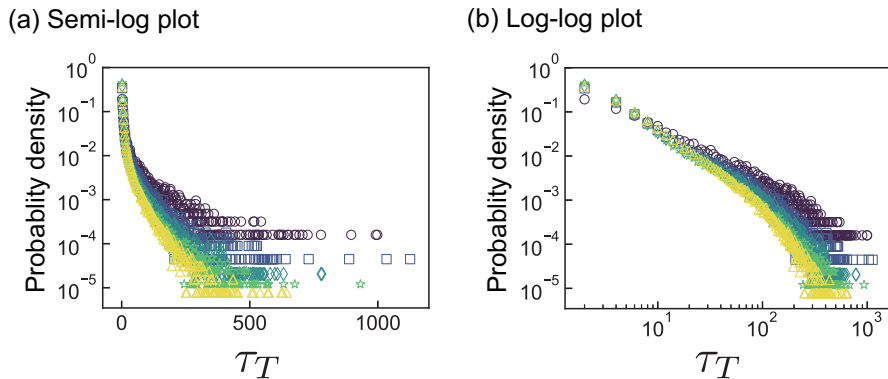 (a) Semi-log plot
Probablity density
10^0
10^−1
10^−2
10^−3
10^−4
10^−5
0 500 1000
τ_T
(b) Log-log plot
Probablity density
10^0
10^−1
10^−2
10^−3
10^−4
10^−5
10^1 10^2 10^3
τ_T